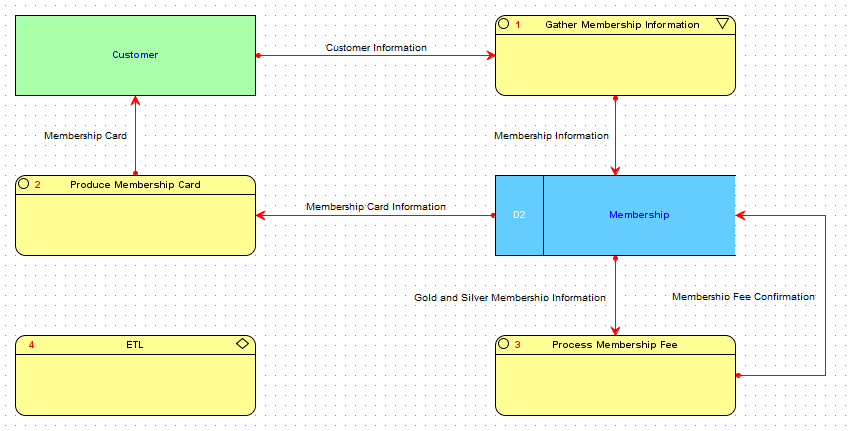 Customer
Customer Information
1 Gather Membership Information
Membership Card
Membership Information
2 Produce Membership Card
Membership Card Information
D2 Membership
Gold and Silver Membership Information
Membership Fee Confirmation
4 ETL
3 Process Membership Fee